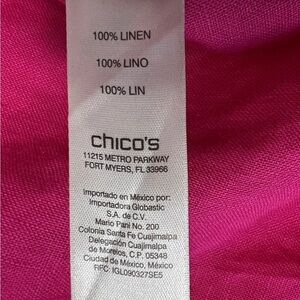 100% LINEN
100% LINO
100% LIN
chico's
11215 METRO PARKWAY
FORT MYERS, FL 33966
Importado en México por:
Importadora Globastic
S.A. de C.V.
Mario Pani No. 200
Colonia Santa Fe Cuajimalpa
Delegación Cuajimalpa
de Morelos, C.P. 05348
Ciudad de México, México
RFC: IGL090327SE5